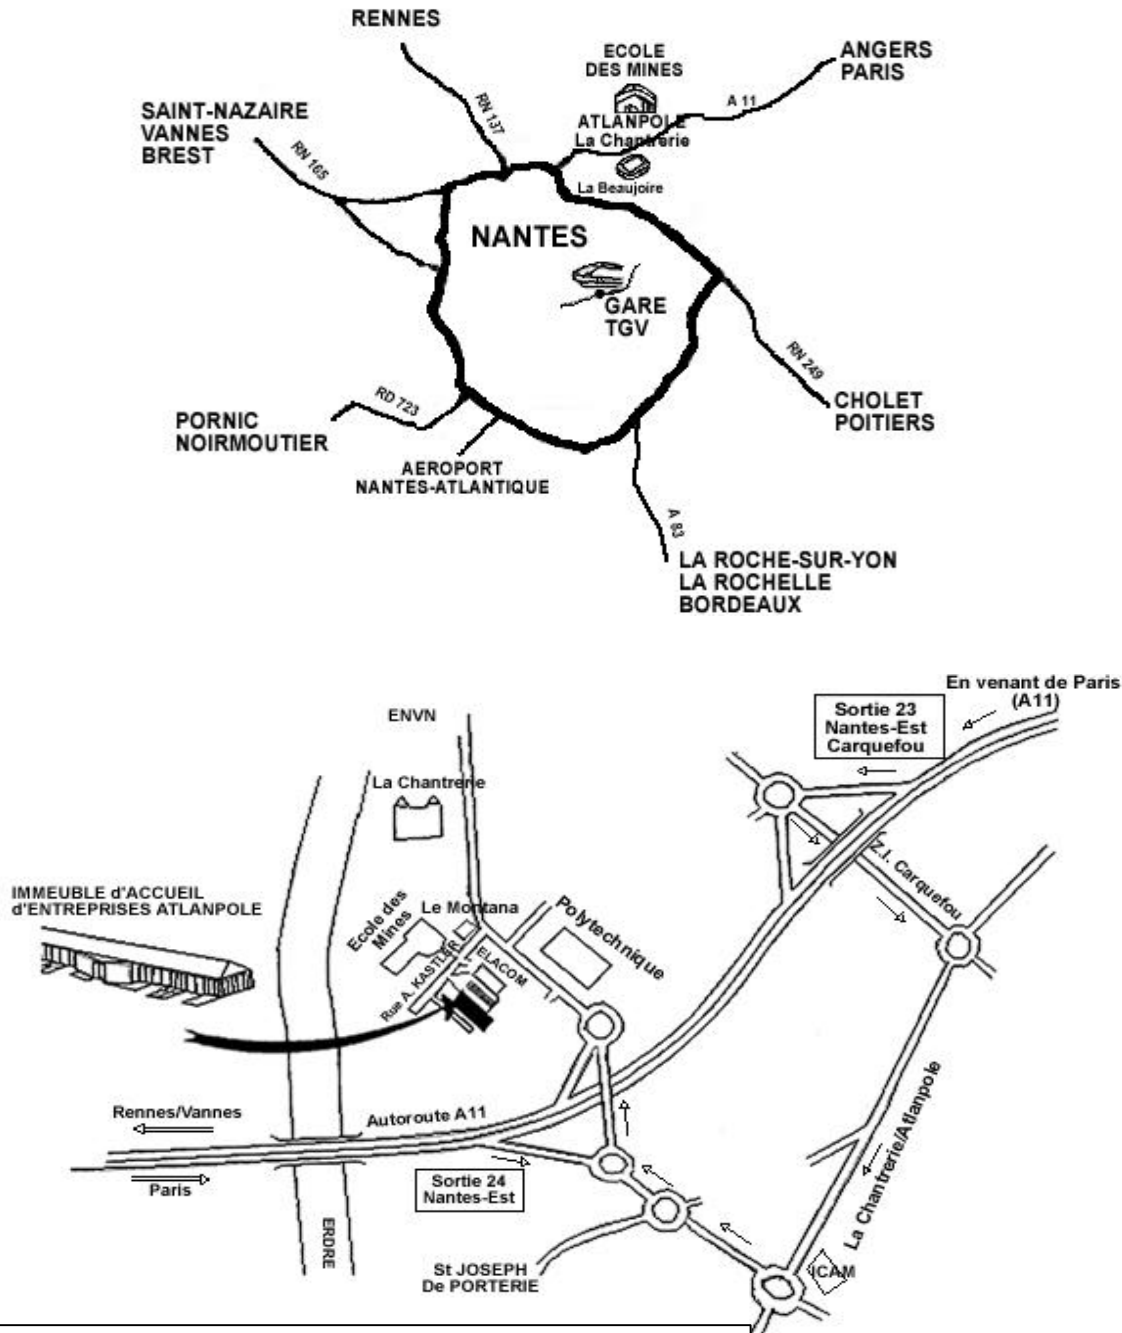 RENNES
ECOLE
DES MINES
ANGERS
PARIS
RN 137
A 11
SAINT-NAZAIRE
VANNES
BREST
ATLANPOLE
La Chantrerie
RN 165
La Beaujoire
NANTES
GARE
TGV
RN 249
RD 723
CHOLET
POITIERS
PORNIC
NOIRMOUTIER
AEROPORT
NANTES-ATLANTIQUE
A 83
LA ROCHE-SUR-YON
LA ROCHELLE
BORDEAUX
En venant de Paris
(A11)
Sortie 23
Nantes-Est
Carquefou
ENVN
La Chantrerie
Z.I. Carquefou
IMMEUBLE d'ACCUEIL
d'ENTREPRISES ATLANPOLE
Ecole des
Mines
Le Montana
Polytechnique
ELACOM
Rue A. KASTLER
Rennes/Vannes
Autoroute A11
La Chantrerie/Atlanpole
Paris
Sortie 24
Nantes-Est
ERDRE
St JOSEPH
De PORTERIE
ICAM